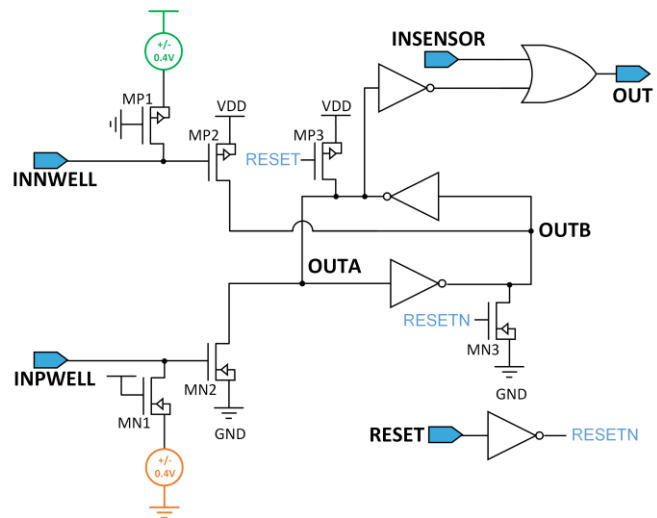 +/-
0.4V
INSENSOR
OUT
MP1
VDD
VDD
MP2
MP3
INNWELL
RESET
OUTB
OUTA
RESETN
INPWELL
MN3
MN2
MN1
GND
GND
RESET
RESETN
+/-
0.4V